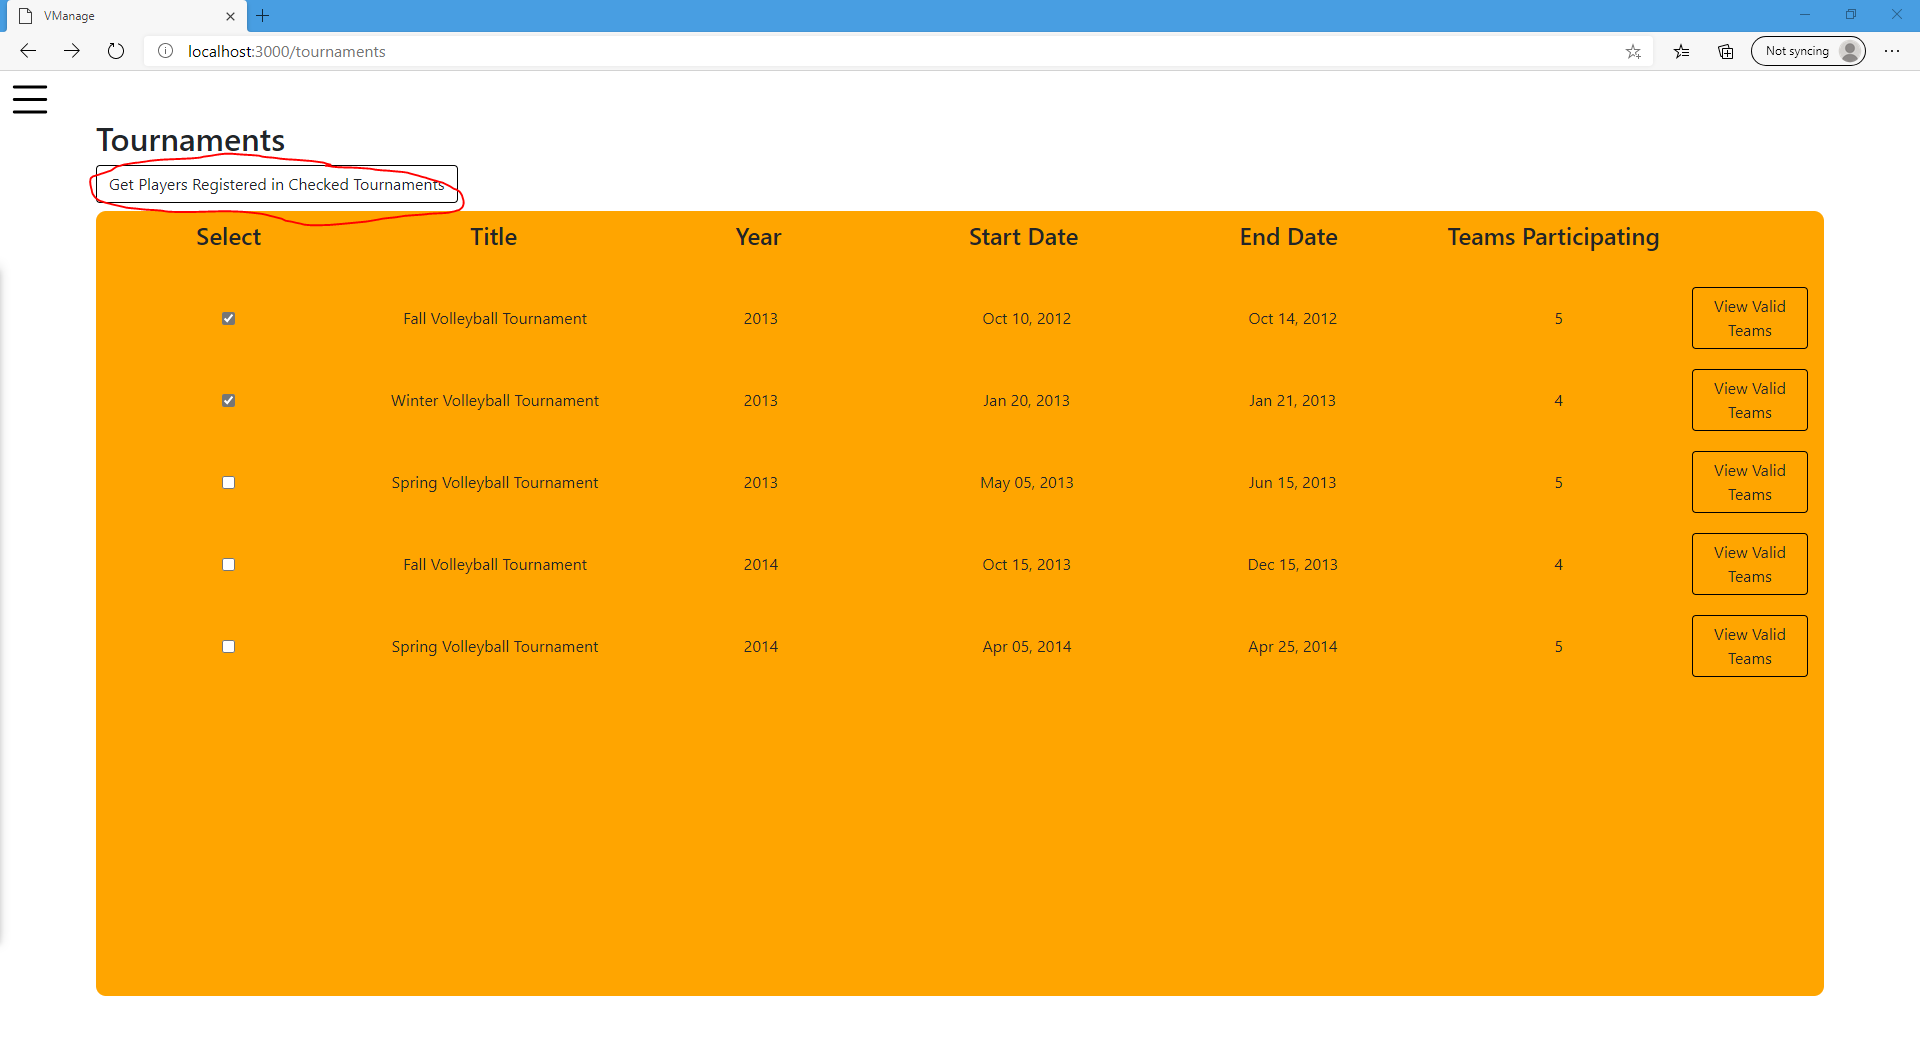 VManage
localhost:3000/tournaments
Not syncing
Tournaments
Get Players Registered in Checked Tournaments
Select Title Year Start Date End Date Teams Participating
Fall Volleyball Tournament 2013 Oct 10, 2012 Oct 14, 2012 5 View Valid
Teams
Winter Volleyball Tournament 2013 Jan 20, 2013 Jan 21, 2013 4 View Valid
Teams
Spring Volleyball Tournament 2013 May 05, 2013 Jun 15, 2013 5 View Valid
Teams
Fall Volleyball Tournament 2014 Oct 15, 2013 Dec 15, 2013 4 View Valid
Teams
Spring Volleyball Tournament 2014 Apr 05, 2014 Apr 25, 2014 5 View Valid
Teams